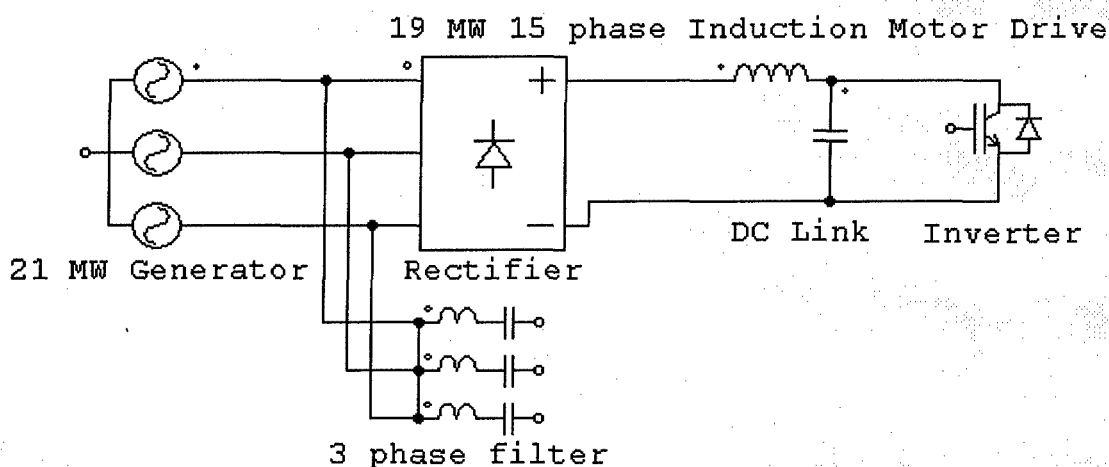 19 MW 15 phase Induction Motor Drive
+
−
DC Link
Inverter
21 MW Generator
Rectifier
3 phase filter